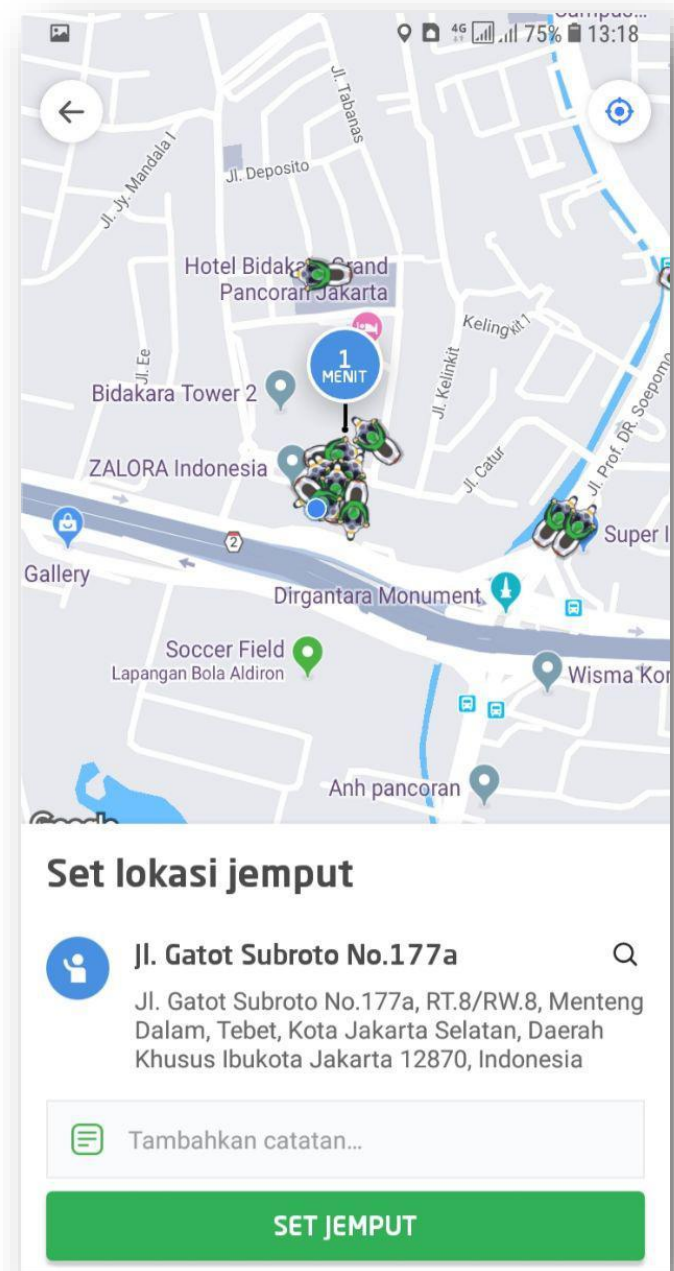 4G 75% 13:18
Jl. Tabanas
Jl. Jy. Mandala I
Jl. Deposito
Hotel Grand
Pancoran Jakarta
Kelingkit 1
1
MENIT
Jl. Ee
Jl. Kelinkit
Bidakara Tower 2
Jl. Prof. DR. Soepomo
ZALORA Indonesia
Jl. Catur
2
Super
Gallery
Dirgantara Monument
Soccer Field
Lapangan Bola Aldiron
Wisma
Anh pancoran
Google
Set lokasi jemput
Jl. Gatot Subroto No.177a
Jl. Gatot Subroto No.177a, RT.8/RW.8, Menteng
Dalam, Tebet, Kota Jakarta Selatan, Daerah
Khusus Ibukota Jakarta 12870, Indonesia
Tambahkan catatan...
SET JEMPUT